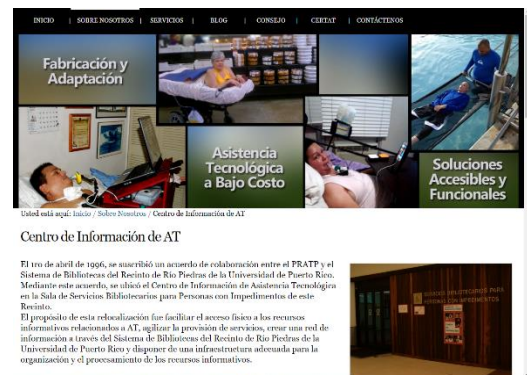 INICIO | SOBRE NOSOTROS | SERVICIOS | BLOG | CONSEJO | CERTAT | CONTÁCTENOS
Fabricación y
Adaptación
Asistencia
Tecnológica
a Bajo Costo
Soluciones
Accesibles y
Funcionales
Usted está aquí: Inicio / Sobre Nosotros / Centro de Información de AT
Centro de Información de AT
El 1ro de abril de 1996, se suscribió un acuerdo de colaboración entre el PRATP y el
Sistema de Bibliotecas del Recinto de Río Piedras de la Universidad de Puerto Rico.
Mediante este acuerdo, se ubicó el Centro de Información de Asistencia Tecnológica
en la Sala de Servicios Bibliotecarios para Personas con Impedimentos de este
Recinto.
El propósito de esta relocalización fue facilitar el acceso físico a los recursos
informativos relacionados a AT, agilizar la provisión de servicios, crear una red de
información a través del Sistema de Bibliotecas del Recinto de Río Piedras de la
Universidad de Puerto Rico y disponer de una infraestructura adecuada para la
organización y el procesamiento de los recursos informativos.
SERVICIOS BIBLIOTECARIOS PARA
PERSONAS CON IMPEDIMENTOS